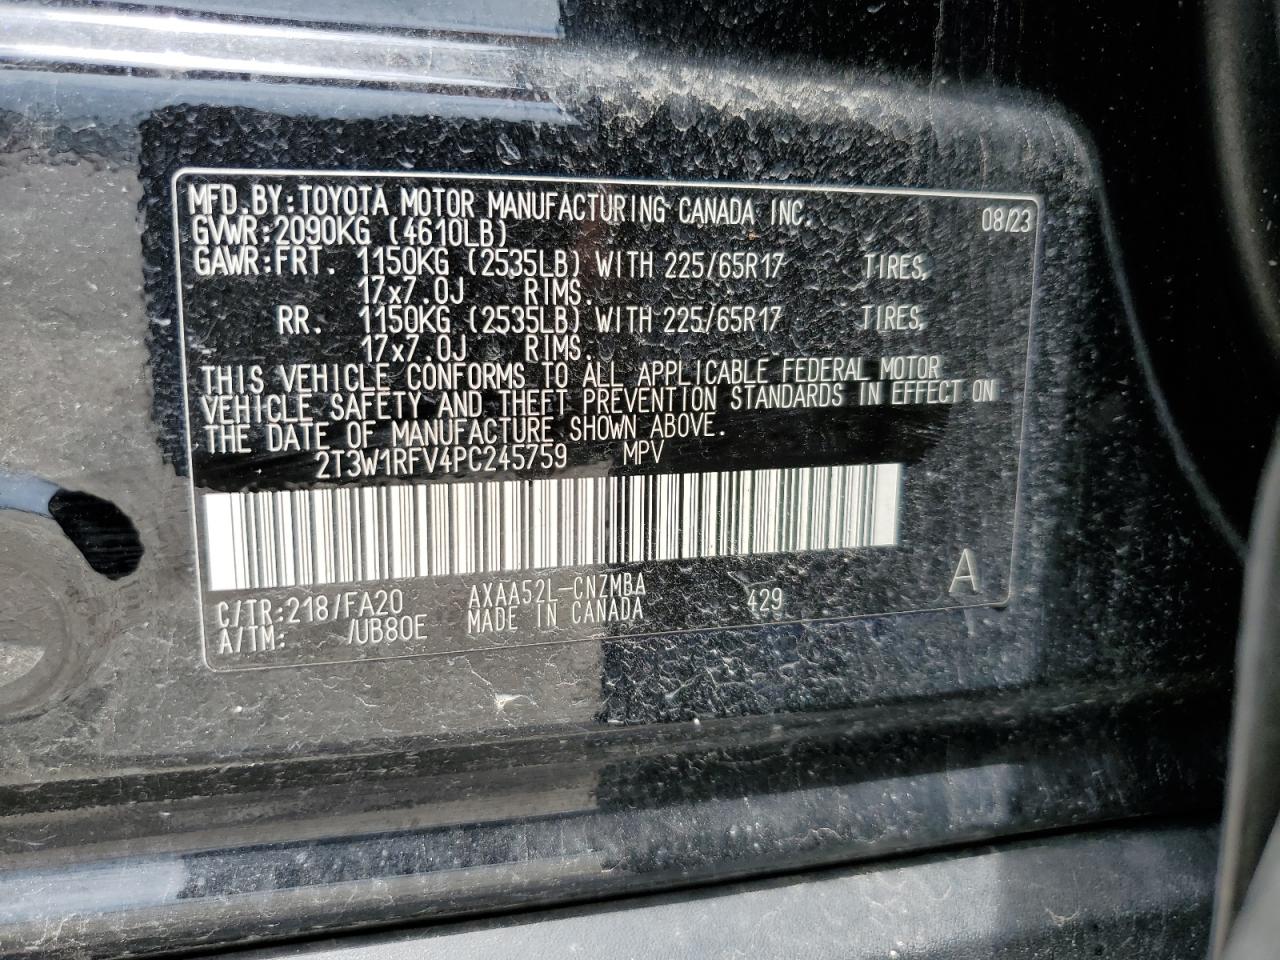 MFD.BY:TOYOTA MOTOR MANUFACTURING CANADA INC. 08/23
GVWR:2090KG (4610LB)
GAWR:FRT. 1150KG (2535LB) WITH 225/65R17 TIRES,
17x7.0J RIMS.
RR. 1150KG (2535LB) WITH 225/65R17 TIRES,
17x7.0J RIMS.
THIS VEHICLE CONFORMS TO ALL APPLICABLE FEDERAL MOTOR
VEHICLE SAFETY AND THEFT PREVENTION STANDARDS IN EFFECT ON
THE DATE OF MANUFACTURE SHOWN ABOVE.
2T3W1RFV4PC245759 MPV
C/TR:218/FA20 AXAA52L-CNZMBA 429 A
A/TM: /UB80E MADE IN CANADA